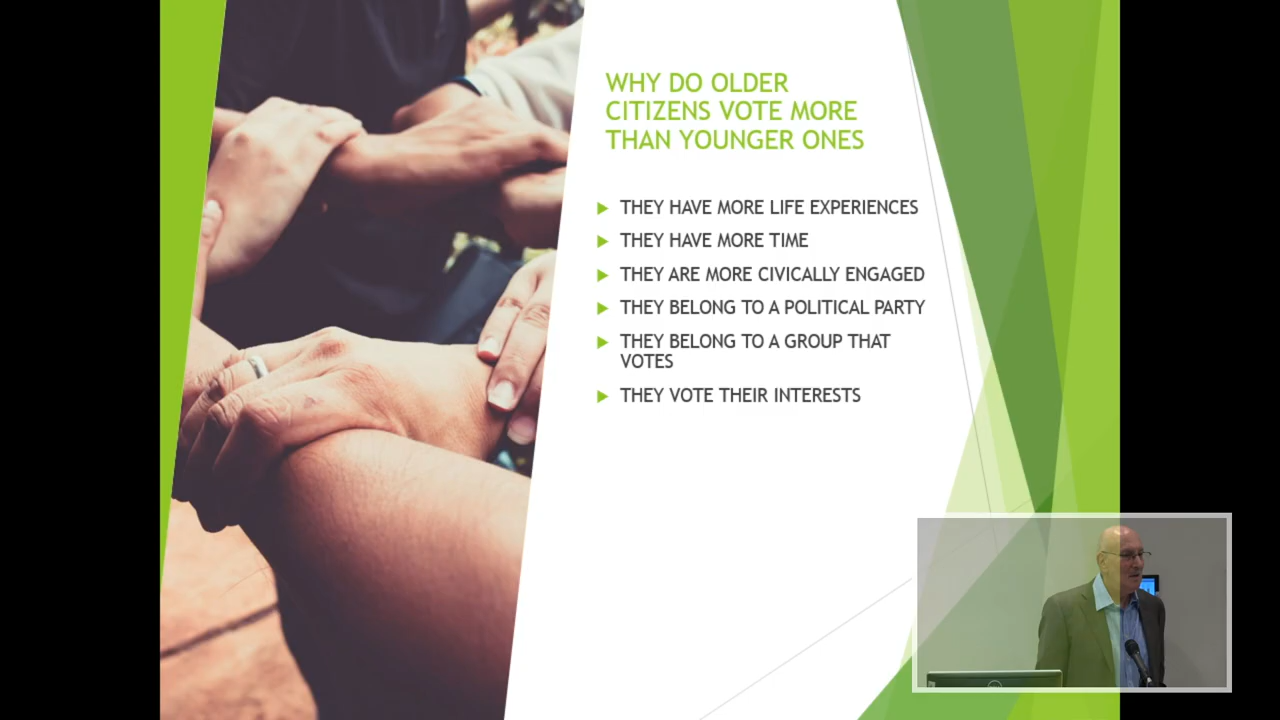 WHY DO OLDER
CITIZENS VOTE MORE
THAN YOUNGER ONES
THEY HAVE MORE LIFE EXPERIENCES
THEY HAVE MORE TIME
THEY ARE MORE CIVICALLY ENGAGED
THEY BELONG TO A POLITICAL PARTY
THEY BELONG TO A GROUP THAT
VOTES
THEY VOTE THEIR INTERESTS